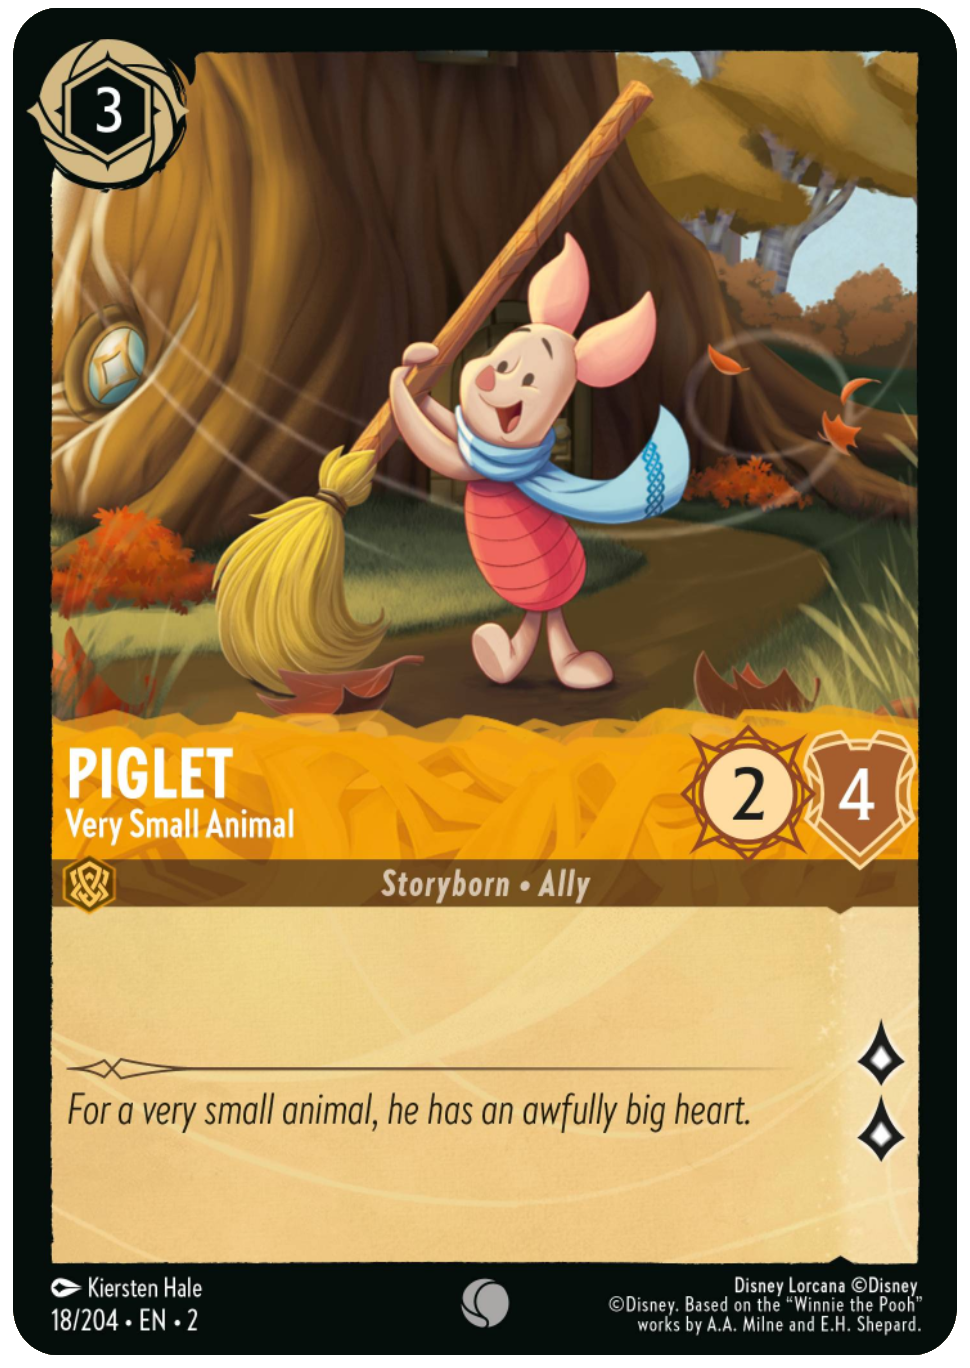 3
PIGLET
Very Small Animal
2
4
Storyborn • Ally
For a very small animal, he has an awfully big heart.
Kiersten Hale
18/204 • EN • 2
Disney Lorcana ©Disney
©Disney. Based on the “Winnie the Pooh”
works by A.A. Milne and E.H. Shepard.